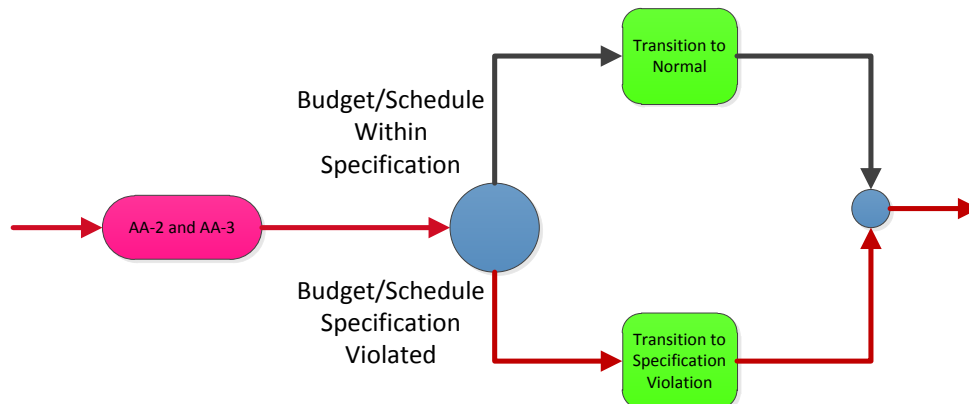 Transition to
Normal
Budget/Schedule
Within
Specification
AA-2 and AA-3
Budget/Schedule
Specification
Violated
Transition to
Specification
Violation